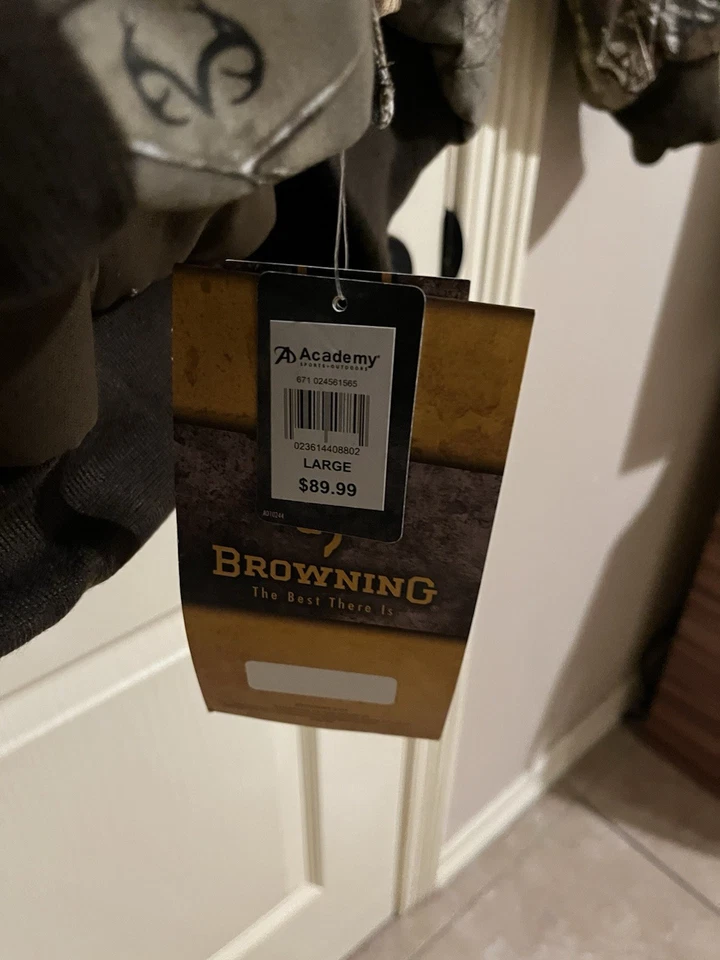 Academy
SPORTS+OUTDOORS
671 024561565
023614408802
LARGE
$89.99
BROWNING
The Best There Is